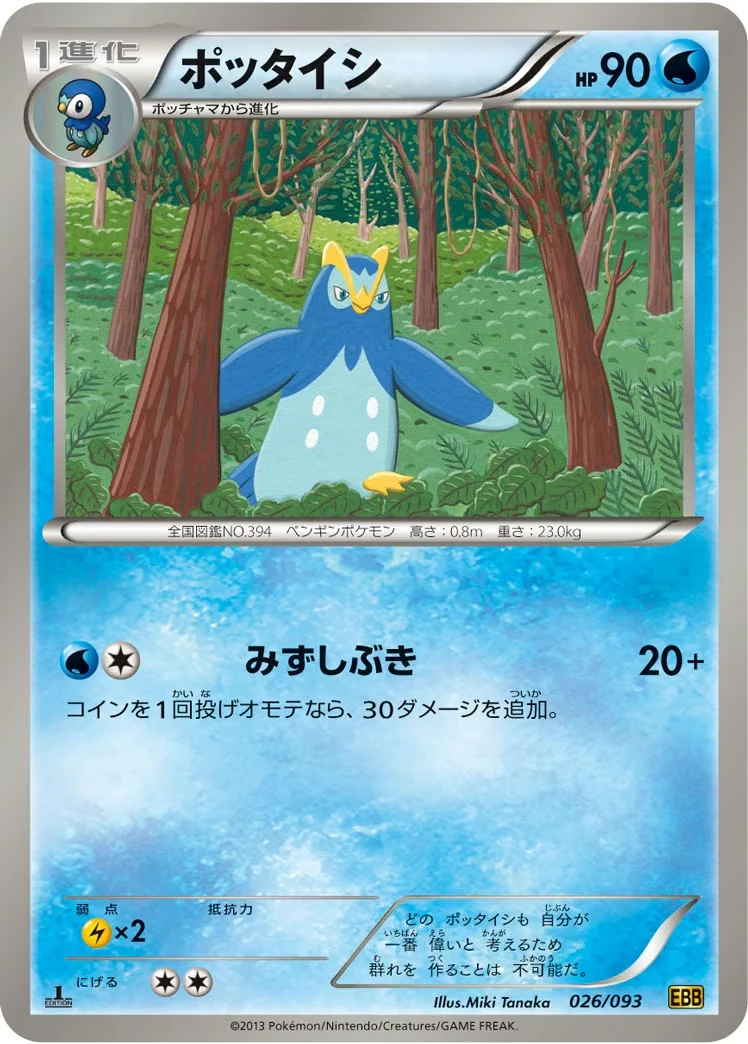 1進化 ポッタイシ HP90
ポッチャマから進化
全国図鑑NO.394 ペンギンポケモン 高さ：0.8m 重さ：23.0kg
みずしぶき 20+
コインを1回投げオモテなら、30ダメージを追加。
弱点 抵抗力
×2
にげる
どの ポッタイシも 自分が
一番 偉いと 考えるため
群れを 作ることは 不可能だ。
1 EDITION Illus.Miki Tanaka 026/093 EBB
©2013 Pokémon/Nintendo/Creatures/GAME FREAK.